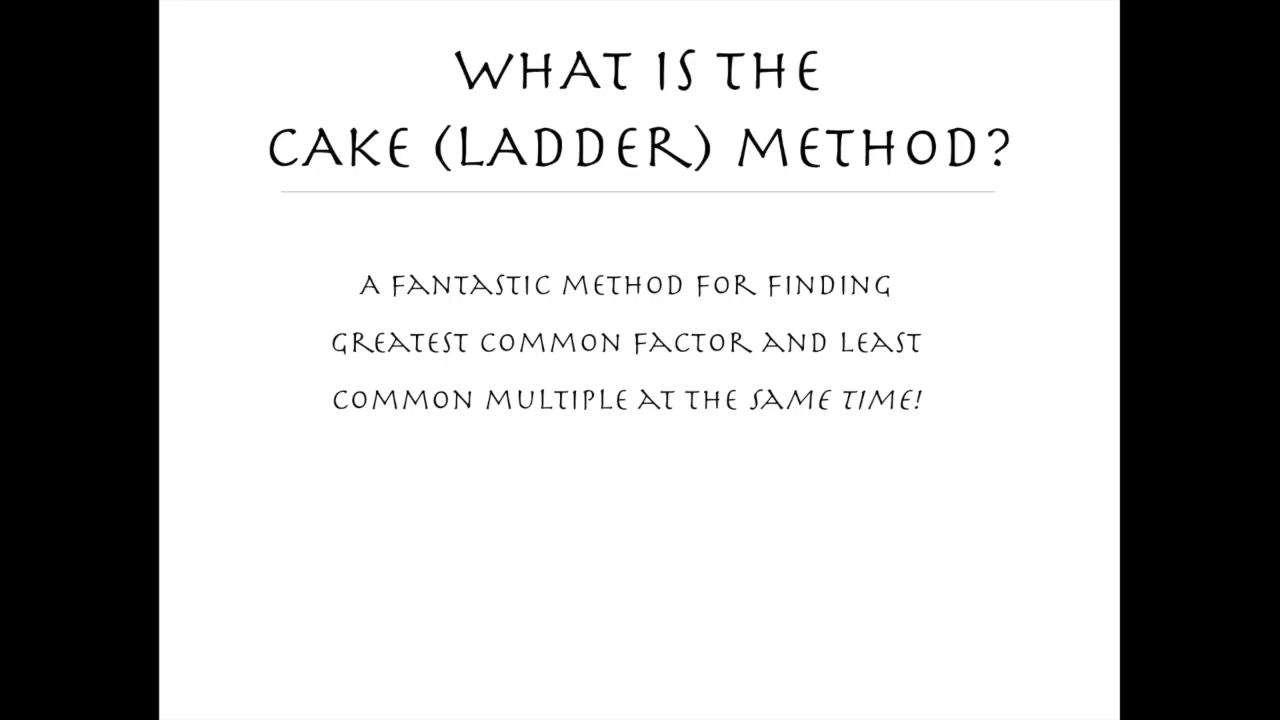 WHAT IS THE
CAKE (LADDER) METHOD?
A FANTASTIC METHOD FOR FINDING
GREATEST COMMON FACTOR AND LEAST
COMMON MULTIPLE AT THE SAME TIME!